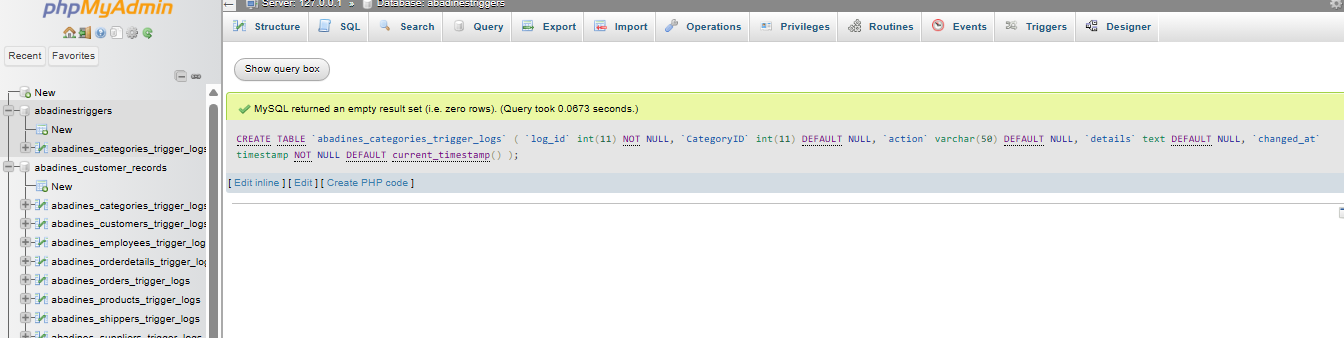 phpMyAdmin
Recent Favorites
New
abadinestriggers
New
abadines_categories_trigger_logs
abadines_customer_records
New
abadines_categories_trigger_logs
abadines_customers_trigger_logs
abadines_employees_trigger_log
abadines_orderdetails_trigger_lo
abadines_orders_trigger_logs
abadines_products_trigger_logs
abadines_shippers_trigger_logs
abadines_suppliers_trigger_logs
Server: 127.0.0.1 » Database: abadinestriggers
Structure SQL Search Query Export Import Operations Privileges Routines Events Triggers Designer
Show query box
MySQL returned an empty result set (i.e. zero rows). (Query took 0.0673 seconds.)
CREATE TABLE `abadines_categories_trigger_logs` ( `log_id` int(11) NOT NULL, `CategoryID` int(11) DEFAULT NULL, `action` varchar(50) DEFAULT NULL, `details` text DEFAULT NULL, `changed_at`
timestamp NOT NULL DEFAULT current_timestamp() );
[ Edit inline ] [ Edit ] [ Create PHP code ]